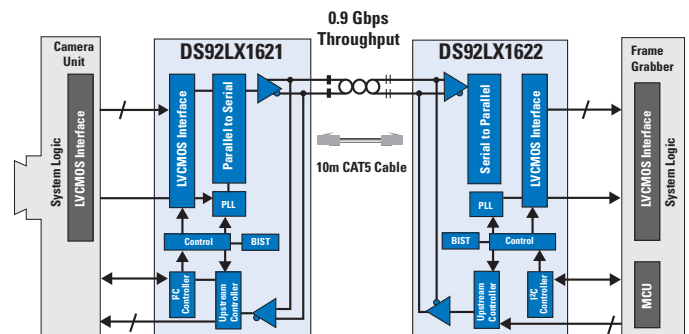 0.9 Gbps
Throughput
Camera
Unit
DS92LX1621
DS92LX1622
Frame
Grabber
System Logic
LVCMOS Interface
LVCMOS Interface
Parallel to Serial
PLL
Control
BIST
I²C
Controller
Upstream
Controller
10m CAT5 Cable
Serial to Parallel
LVCMOS Interface
PLL
BIST
Control
Upstream
Controller
I²C
Controller
LVCMOS Interface
System Logic
MCU